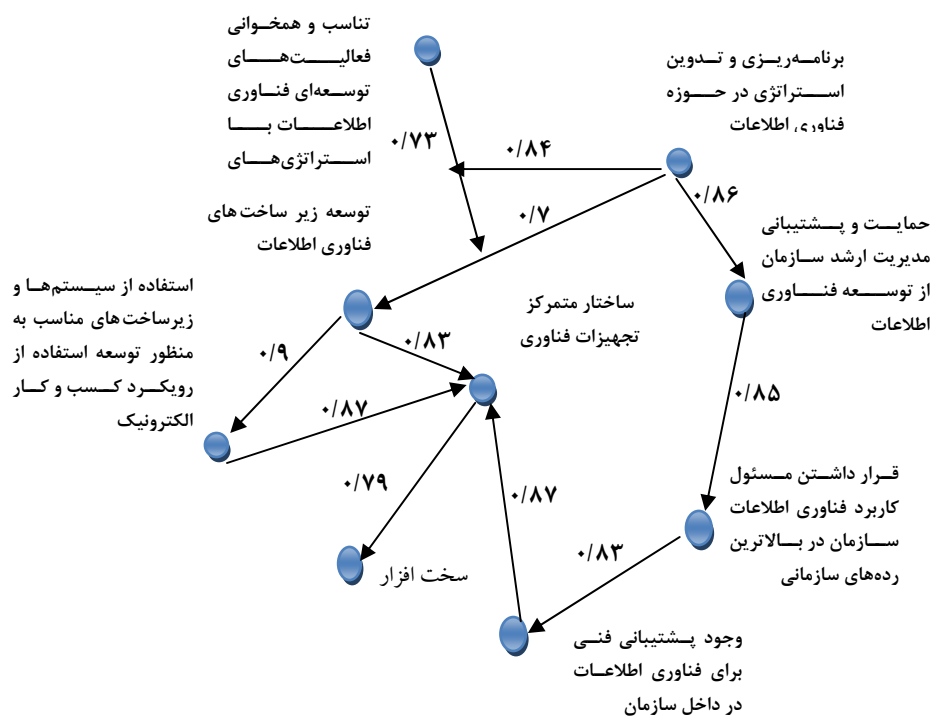 تناسب و همخوانی
فعالیت‌های
توسعه‌ای فناوری
اطلاعات با
استراتژی‌های
برنامه‌ریزی و تدوین
استراتژی در حوزه
فناوری اطلاعات
۰/۷۳
۰/۸۴
۰/۸۶
۰/۷
توسعه زیر ساخت‌های
فناوری اطلاعات
حمایت و پشتیبانی
مدیریت ارشد سازمان
از توسعه فناوری
اطلاعات
استفاده از سیستم‌ها و
زیرساخت‌های مناسب به
منظور توسعه استفاده از
رویکرد کسب و کار
الکترونیک
ساختار متمرکز
تجهیزات فناوری
۰/۹
۰/۸۳
۰/۸۷
۰/۸۵
۰/۷۹
۰/۸۷
۰/۸۳
قرار داشتن مسئول
کاربرد فناوری اطلاعات
سازمان در بالاترین
رده‌های سازمانی
سخت افزار
وجود پشتیبانی فنی
برای فناوری اطلاعات
در داخل سازمان